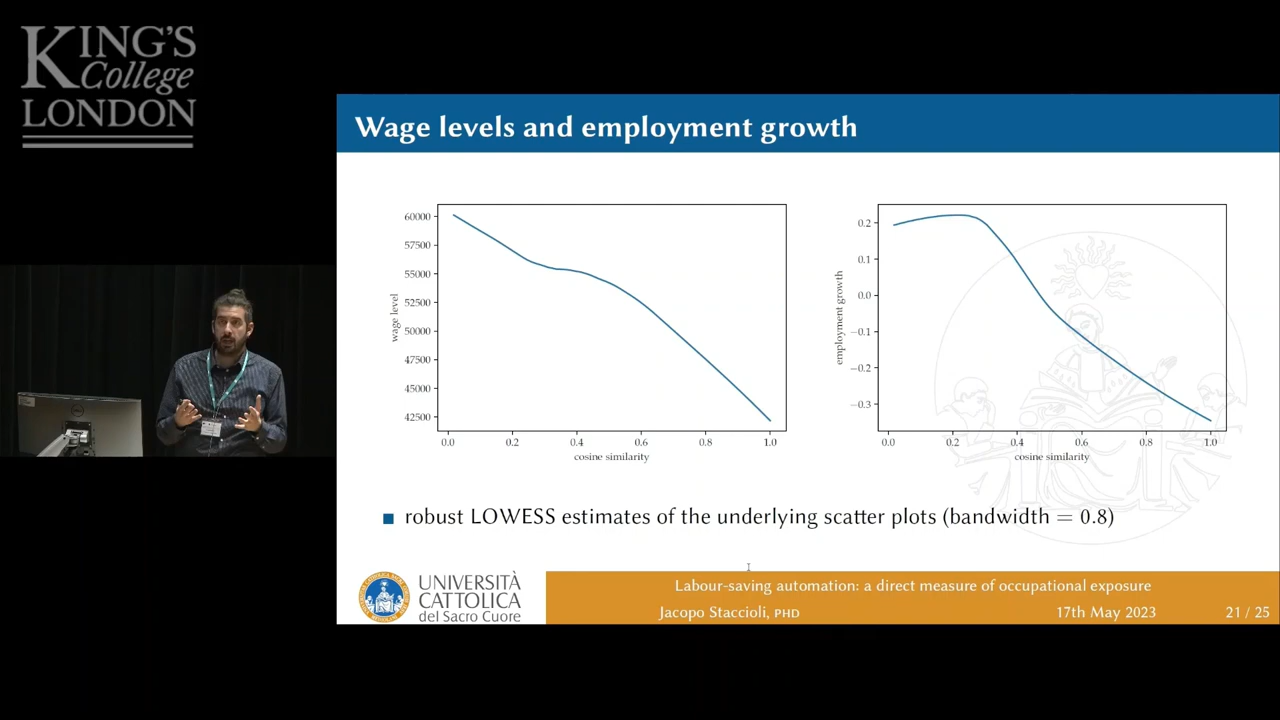 KING'S
College
LONDON
Wage levels and employment growth
60000
57500
55000
52500
50000
47500
45000
42500
wage level
0.0 0.2 0.4 0.6 0.8 1.0
cosine similarity
0.2
0.1
0.0
−0.1
−0.2
−0.3
employment growth
0.0 0.2 0.4 0.6 0.8 1.0
cosine similarity
robust LOWESS estimates of the underlying scatter plots (bandwidth = 0.8)
UNIVERSITÀ
CATTOLICA
del Sacro Cuore
Labour-saving automation: a direct measure of occupational exposure
Jacopo Staccioli, PHD 17th May 2023 21 / 25